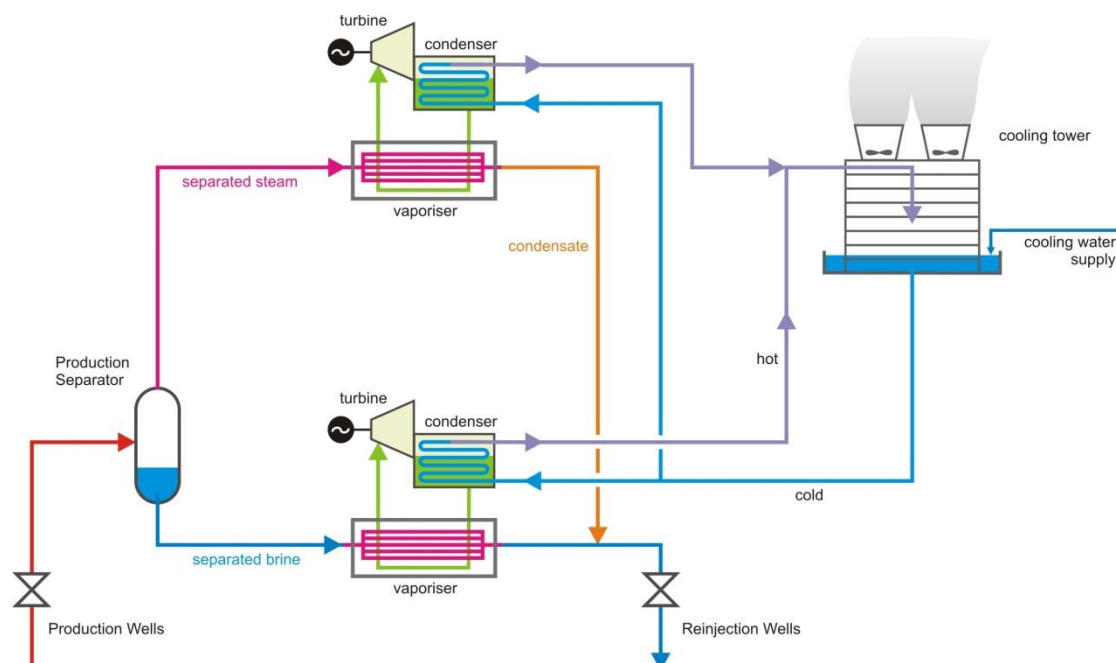 turbine
condenser
cooling tower
separated steam
vaporiser
condensate
cooling water
supply
hot
Production
Separator
turbine
condenser
cold
separated brine
vaporiser
Production Wells
Reinjection Wells